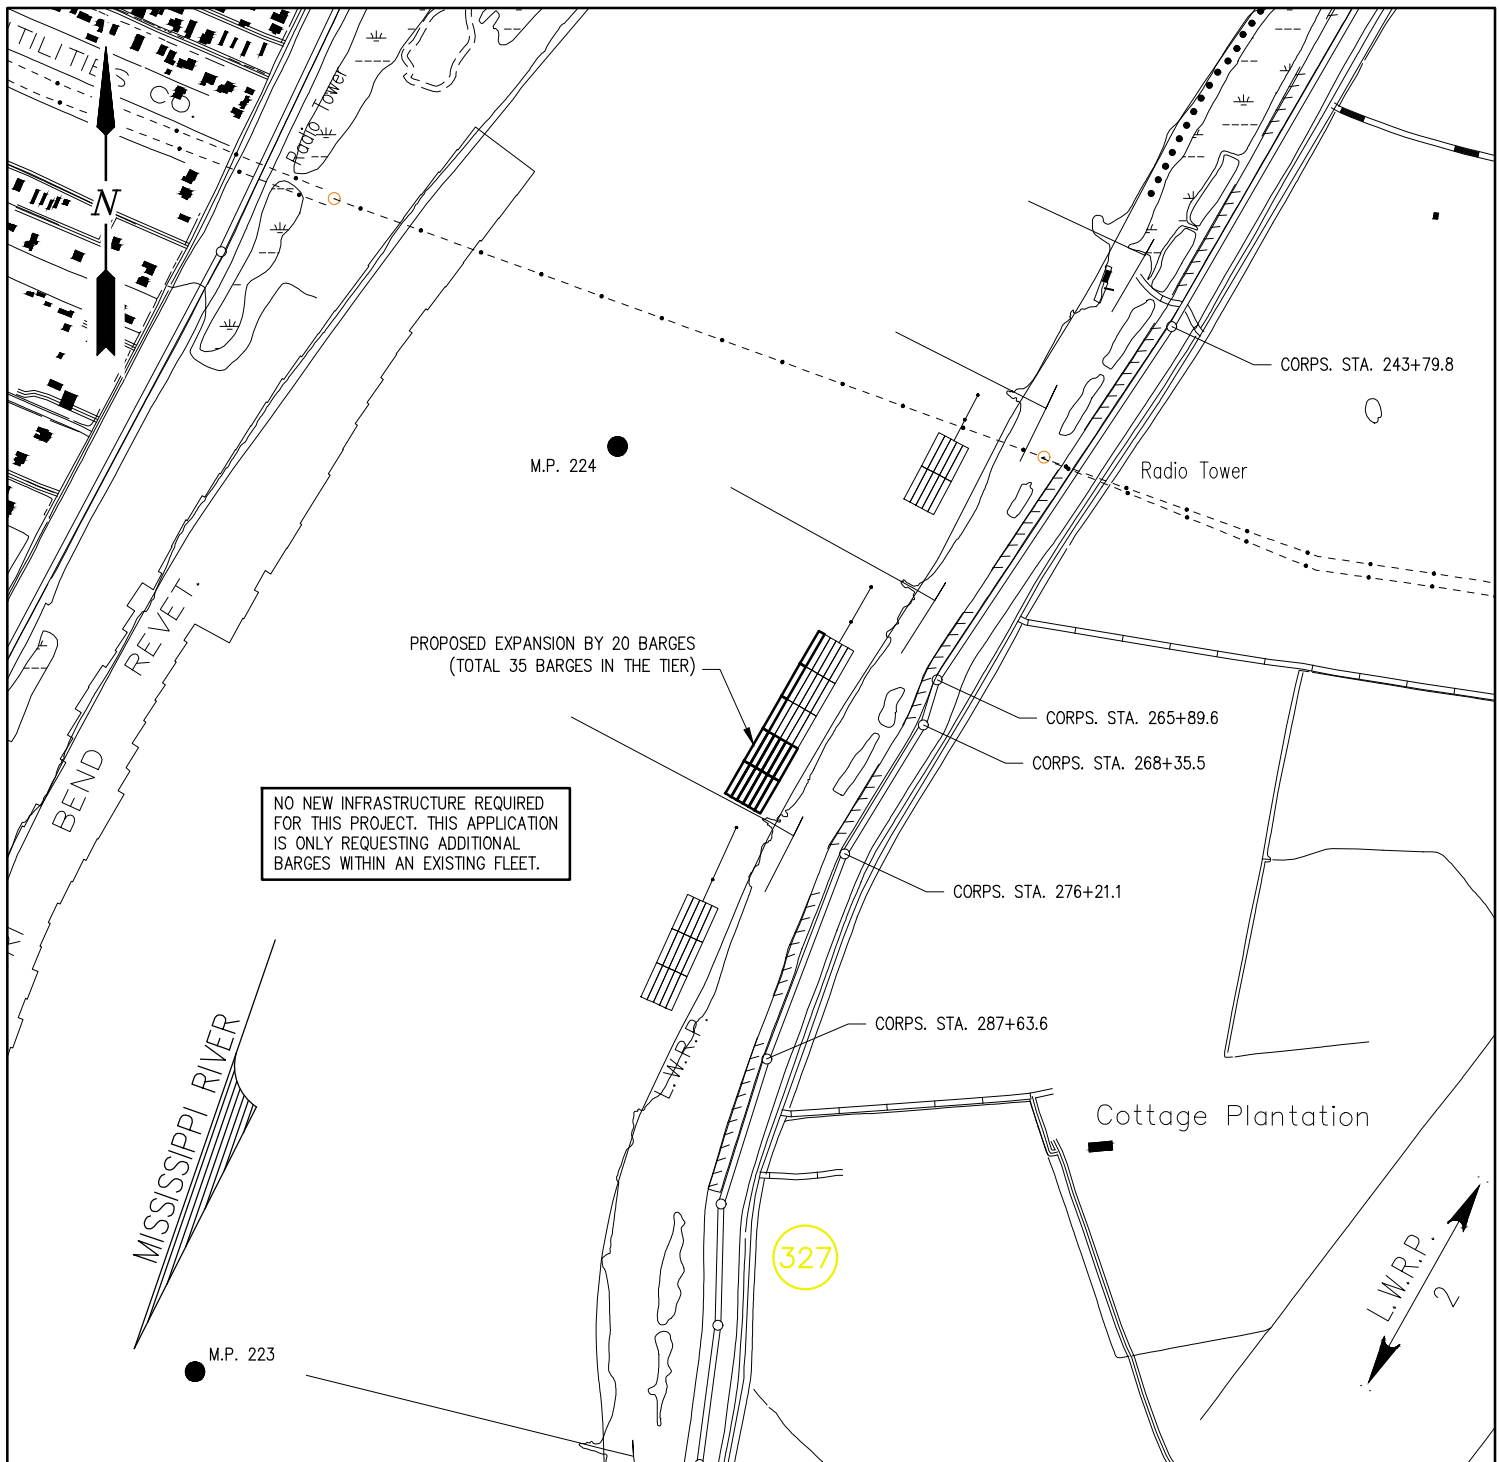 TILITIES CO.
Radio Tower
N
CORPS. STA. 243+79.8
M.P. 224
Radio Tower
PROPOSED EXPANSION BY 20 BARGES
(TOTAL 35 BARGES IN THE TIER)
BEND REVET.
CORPS. STA. 265+89.6
CORPS. STA. 268+35.5
NO NEW INFRASTRUCTURE REQUIRED
FOR THIS PROJECT. THIS APPLICATION
IS ONLY REQUESTING ADDITIONAL
BARGES WITHIN AN EXISTING FLEET.
CORPS. STA. 276+21.1
CORPS. STA. 287+63.6
L.W.R.P.
MISSISSIPPI RIVER
Cottage Plantation
327
L.W.R.P.
2
M.P. 223